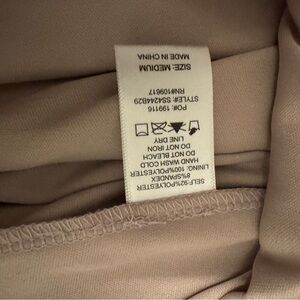 SELF:92%POLYESTER
8%SPANDEX
LINING: 100%POLYESTER
HAND WASH COLD
DO NOT BLEACH
DO NOT IRON
LINE DRY
PO#: 199116
STYLE#: SS244B29
RN#109617
SIZE: MEDIUM
MADE IN CHINA